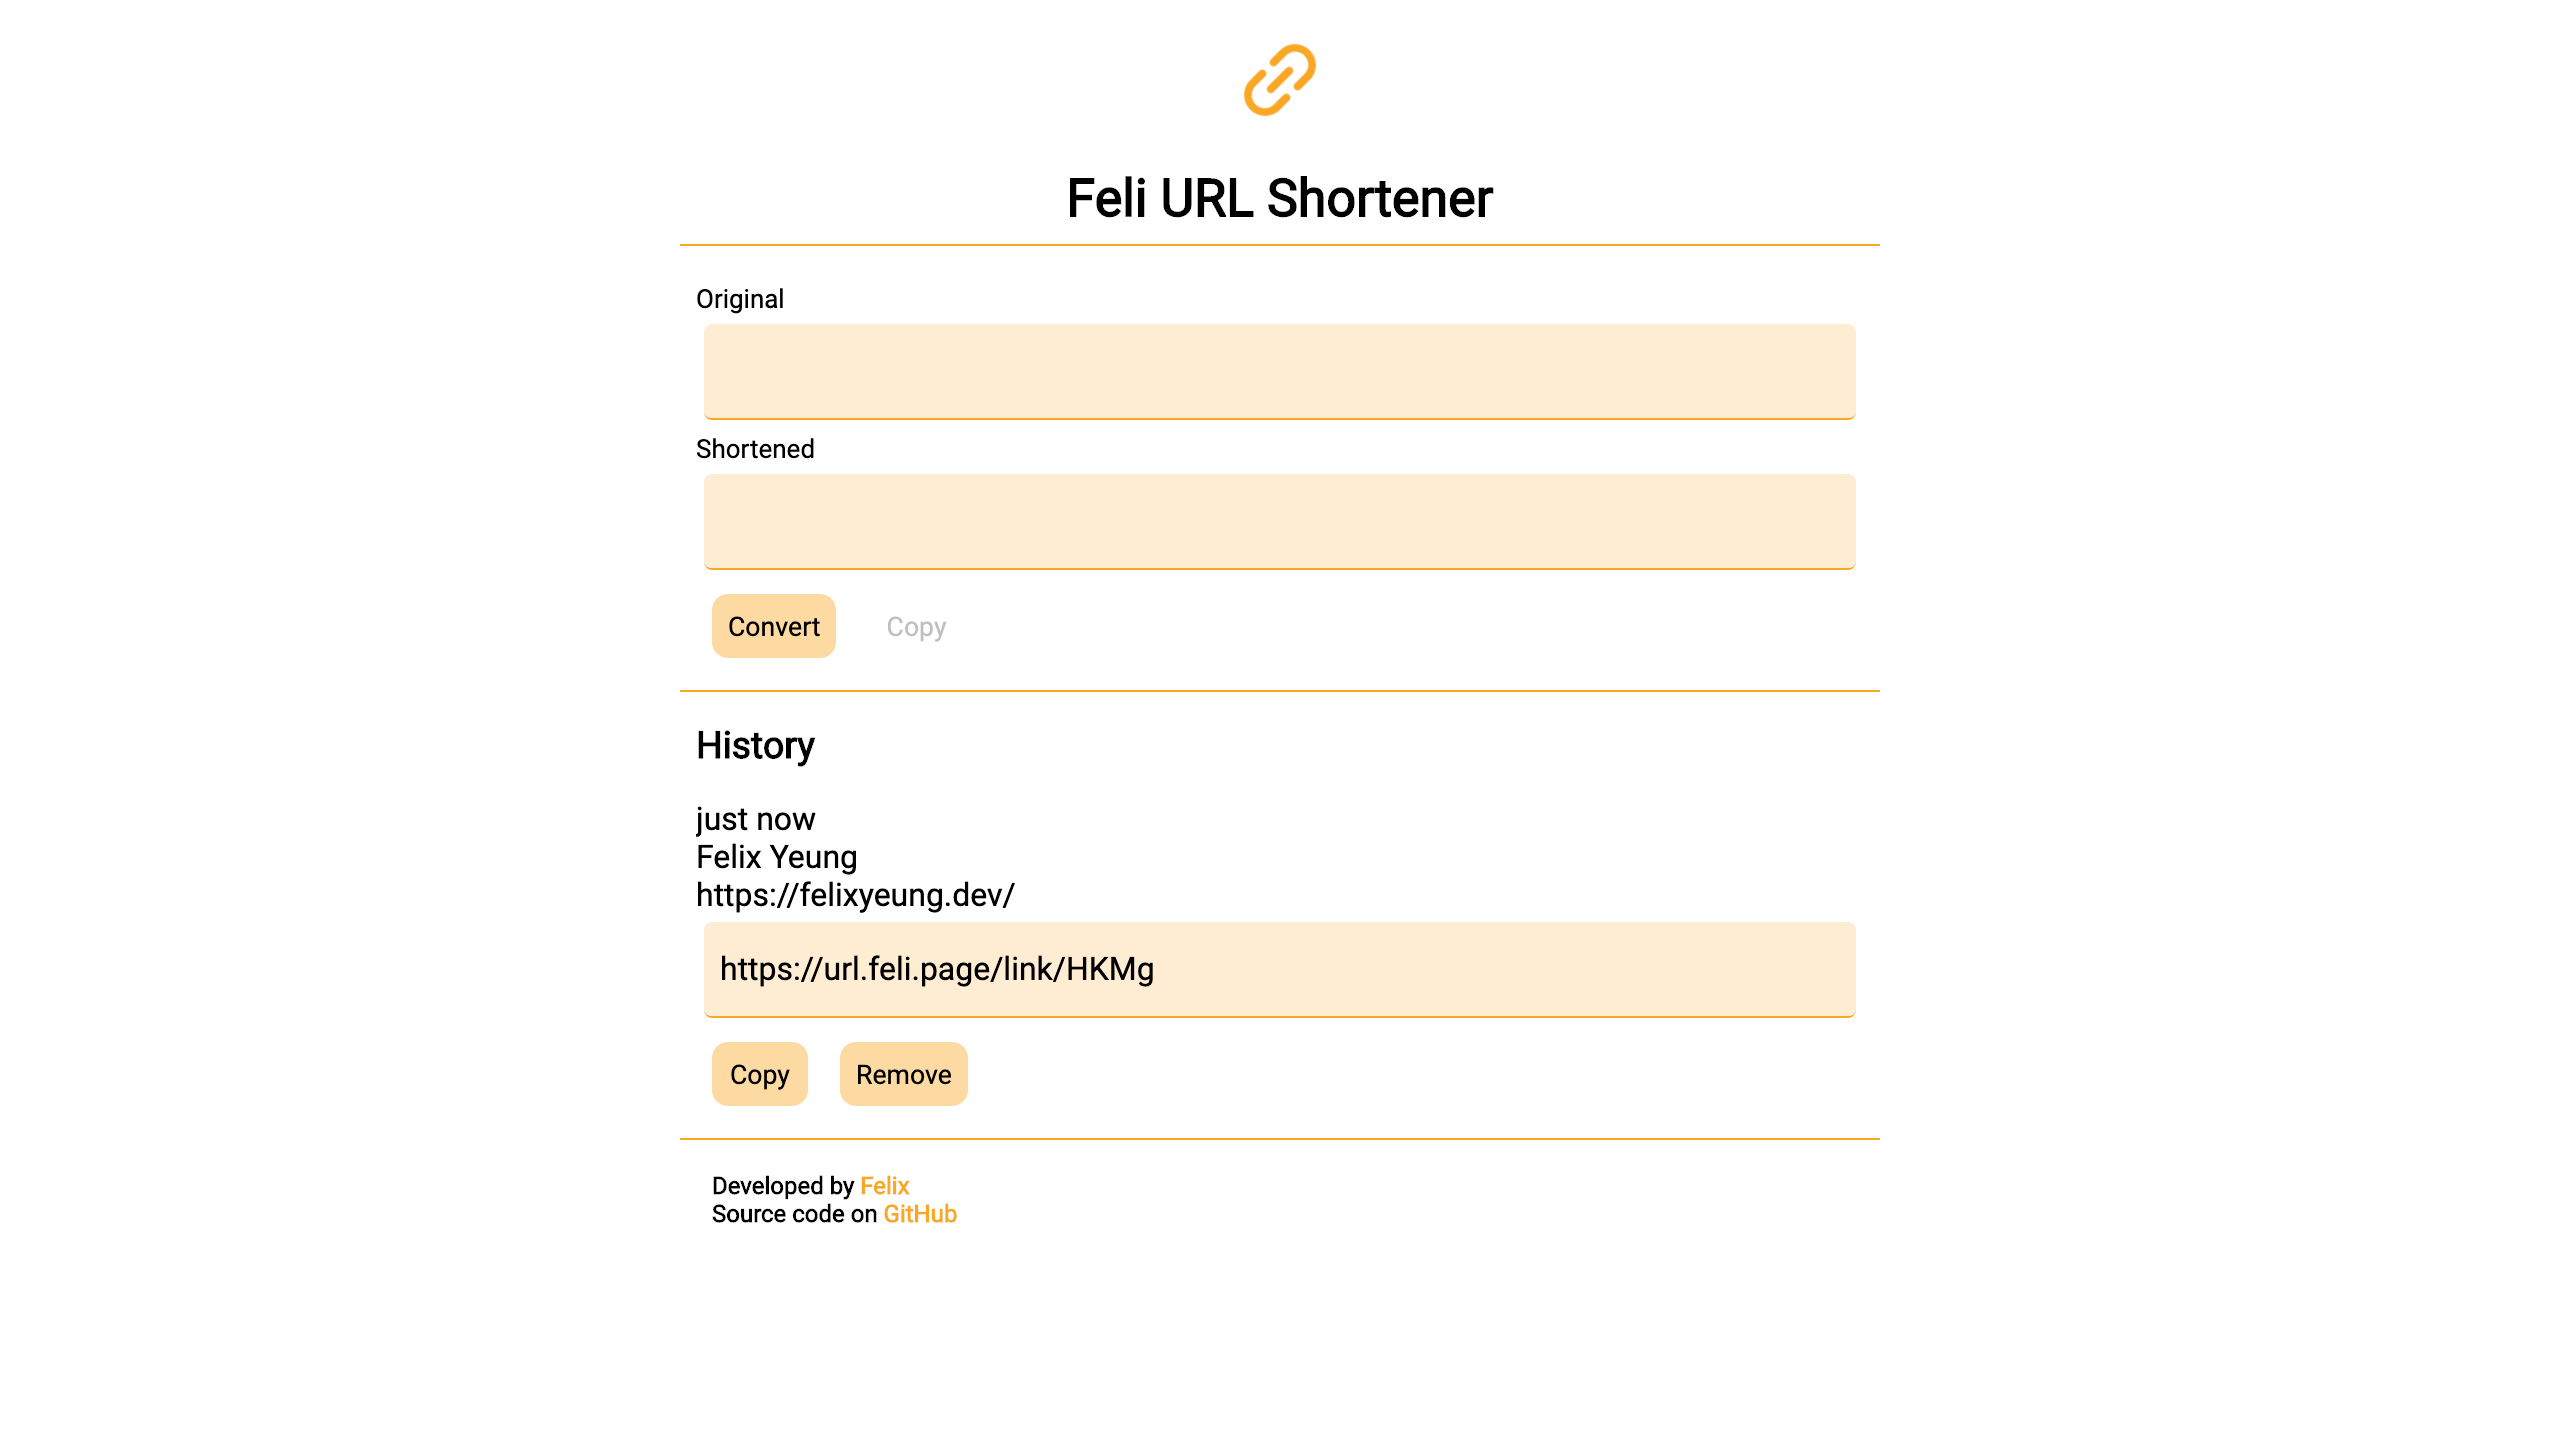 Feli URL Shortener
Original
Shortened
Convert Copy
History
just now
Felix Yeung
https://felixyeung.dev/
https://url.feli.page/link/HKMg
Copy Remove
Developed by Felix
Source code on GitHub